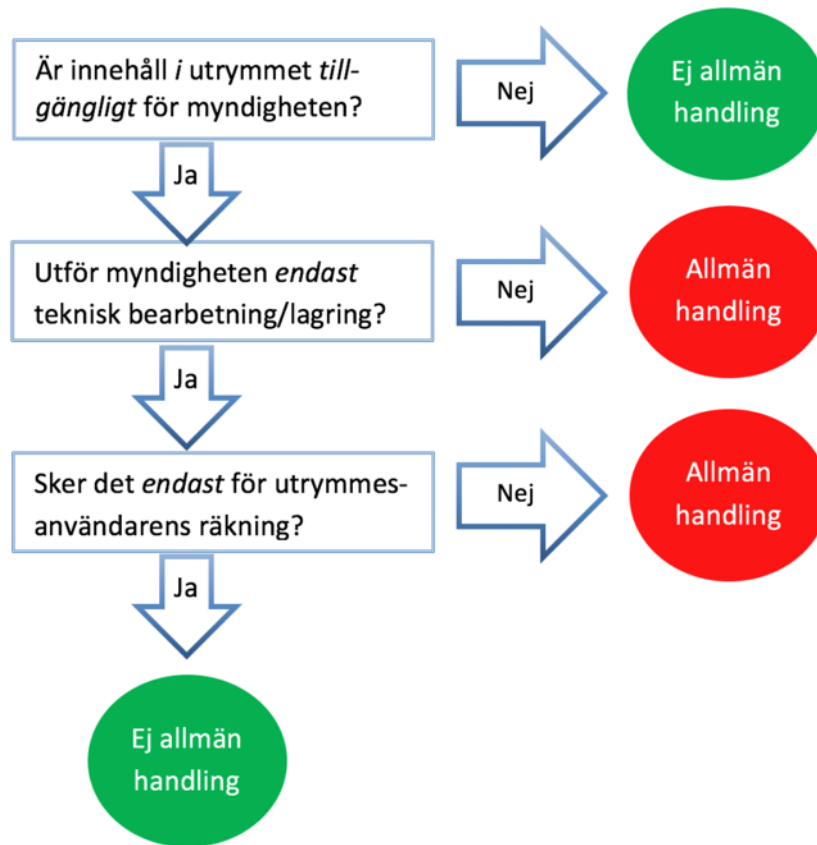 Är innehåll i utrymmet till-
gängligt för myndigheten?
Nej
Ej allmän
handling
Ja
Utför myndigheten endast
teknisk bearbetning/lagring?
Nej
Allmän
handling
Ja
Sker det endast för utrymmes-
användarens räkning?
Nej
Allmän
handling
Ja
Ej allmän
handling